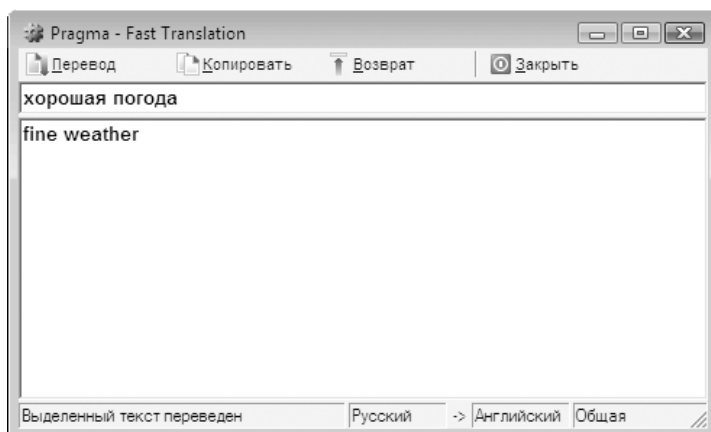 Pragma - Fast Translation
Перевод Копировать Возврат Закрыть
хорошая погода
fine weather
Выделенный текст переведен Русский -> Английский Общая